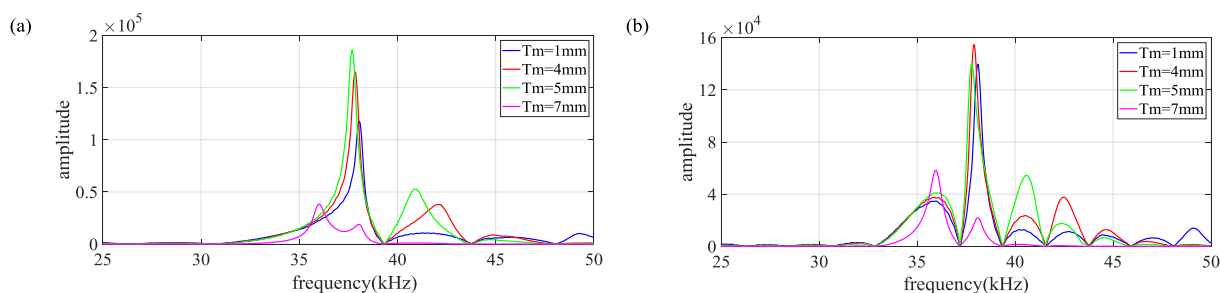 (a)
×10^5
2
1.5
1
0.5
0
amplitude
25 30 35 40 45 50
frequency(kHz)
Tm=1mm
Tm=4mm
Tm=5mm
Tm=7mm
(b)
×10^4
16
12
8
4
0
amplitude
25 30 35 40 45 50
frequency(kHz)
Tm=1mm
Tm=4mm
Tm=5mm
Tm=7mm